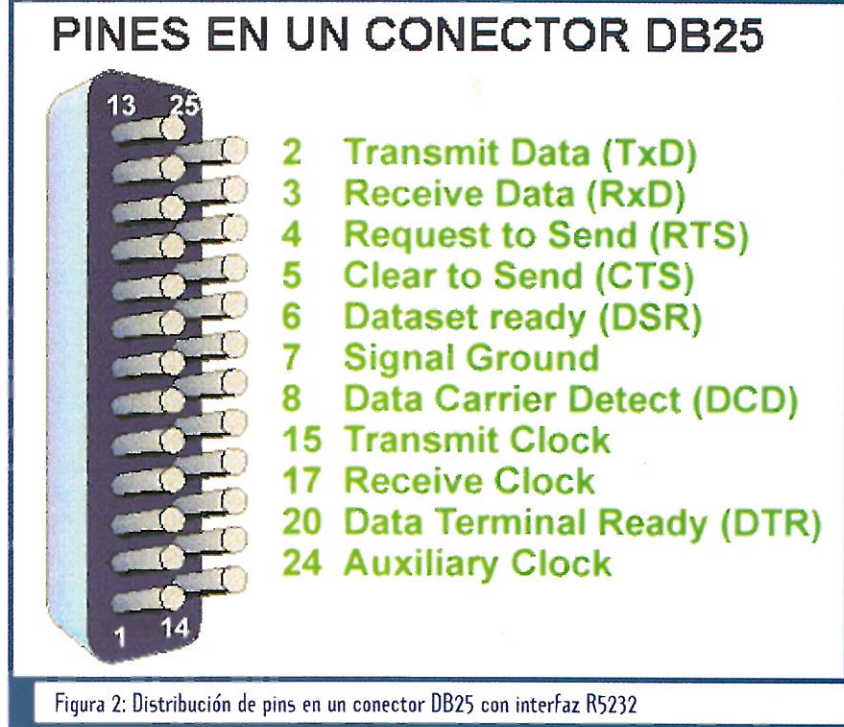 PINES EN UN CONECTOR DB25
13 25
2 Transmit Data (TxD)
3 Receive Data (RxD)
4 Request to Send (RTS)
5 Clear to Send (CTS)
6 Dataset ready (DSR)
7 Signal Ground
8 Data Carrier Detect (DCD)
15 Transmit Clock
17 Receive Clock
20 Data Terminal Ready (DTR)
24 Auxiliary Clock
1 14
Figura 2: Distribución de pins en un conector DB25 con interfaz R5232